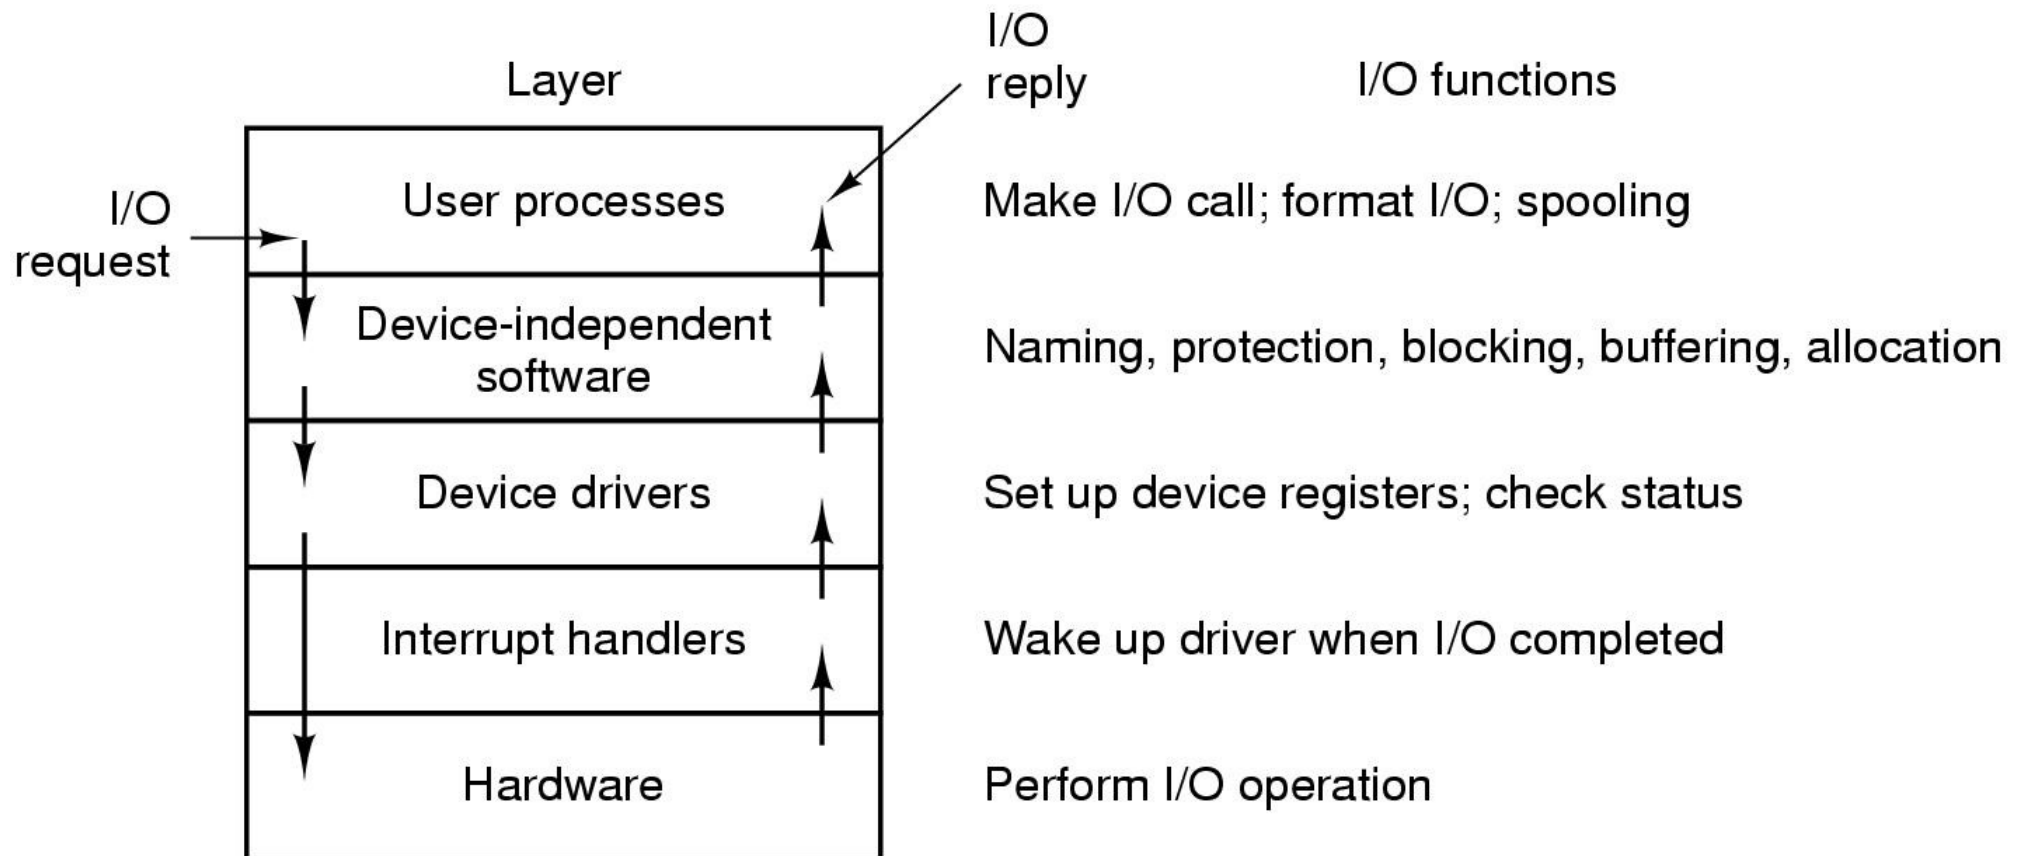 I/O
reply
Layer
I/O functions
User processes
Make I/O call; format I/O; spooling
I/O
request
Device-independent
software
Naming, protection, blocking, buffering, allocation
Device drivers
Set up device registers; check status
Interrupt handlers
Wake up driver when I/O completed
Hardware
Perform I/O operation